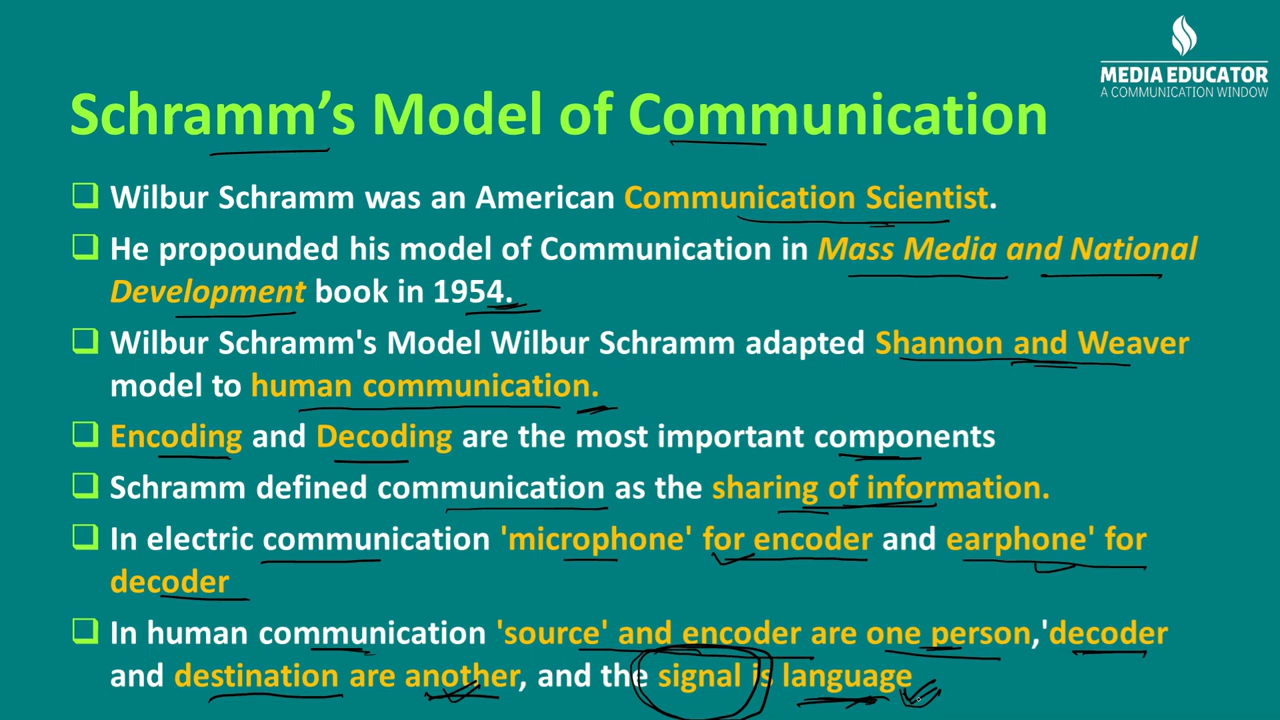 MEDIA EDUCATOR
A COMMUNICATION WINDOW
Schramm's Model of Communication
Wilbur Schramm was an American Communication Scientist.
He propounded his model of Communication in Mass Media and National
Development book in 1954.
Wilbur Schramm's Model Wilbur Schramm adapted Shannon and Weaver
model to human communication.
Encoding and Decoding are the most important components
Schramm defined communication as the sharing of information.
In electric communication 'microphone' for encoder and earphone' for
decoder
In human communication 'source' and encoder are one person,'decoder
and destination are another, and the signal is language